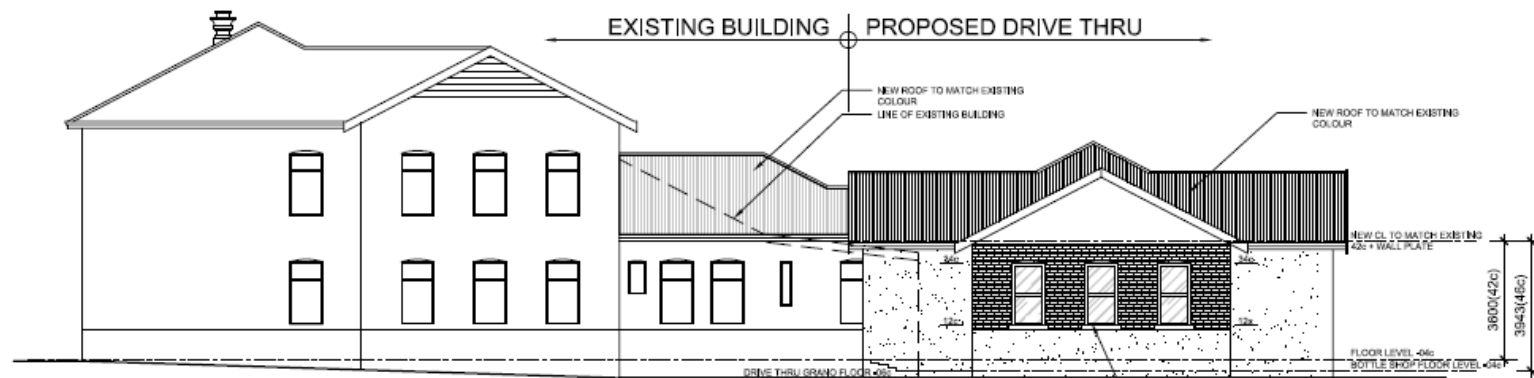 EXISTING BUILDING
PROPOSED DRIVE THRU
NEW ROOF TO MATCH EXISTING
COLOUR
LINE OF EXISTING BUILDING
NEW ROOF TO MATCH EXISTING
COLOUR
NEW CL TO MATCH EXISTING
42c + WALL PLATE
34c
34c
12c
12c
3600(42c)
3943(46c)
FLOOR LEVEL -04c
BOTTLE SHOP FLOOR LEVEL -04c
DRIVE THRU GRANO FLOOR -06c